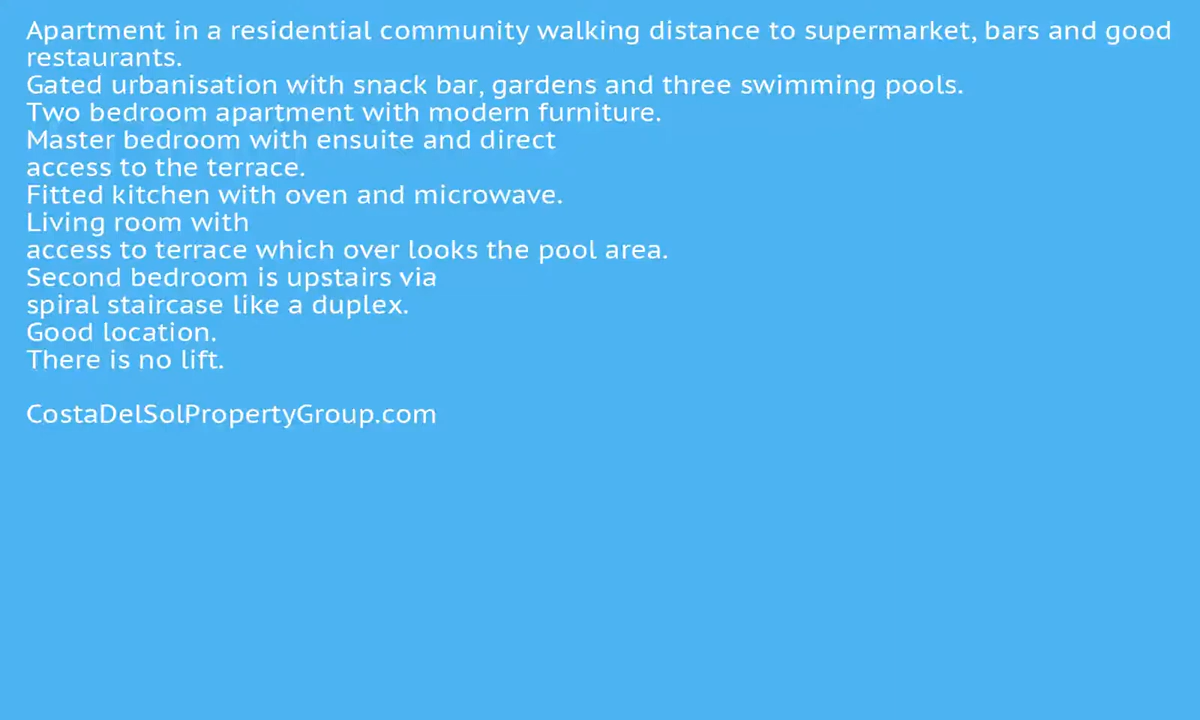 Apartment in a residential community walking distance to supermarket, bars and good
restaurants.
Gated urbanisation with snack bar, gardens and three swimming pools.
Two bedroom apartment with modern furniture.
Master bedroom with ensuite and direct
access to the terrace.
Fitted kitchen with oven and microwave.
Living room with
access to terrace which over looks the pool area.
Second bedroom is upstairs via
spiral staircase like a duplex.
Good location.
There is no lift.
CostaDelSolPropertyGroup.com